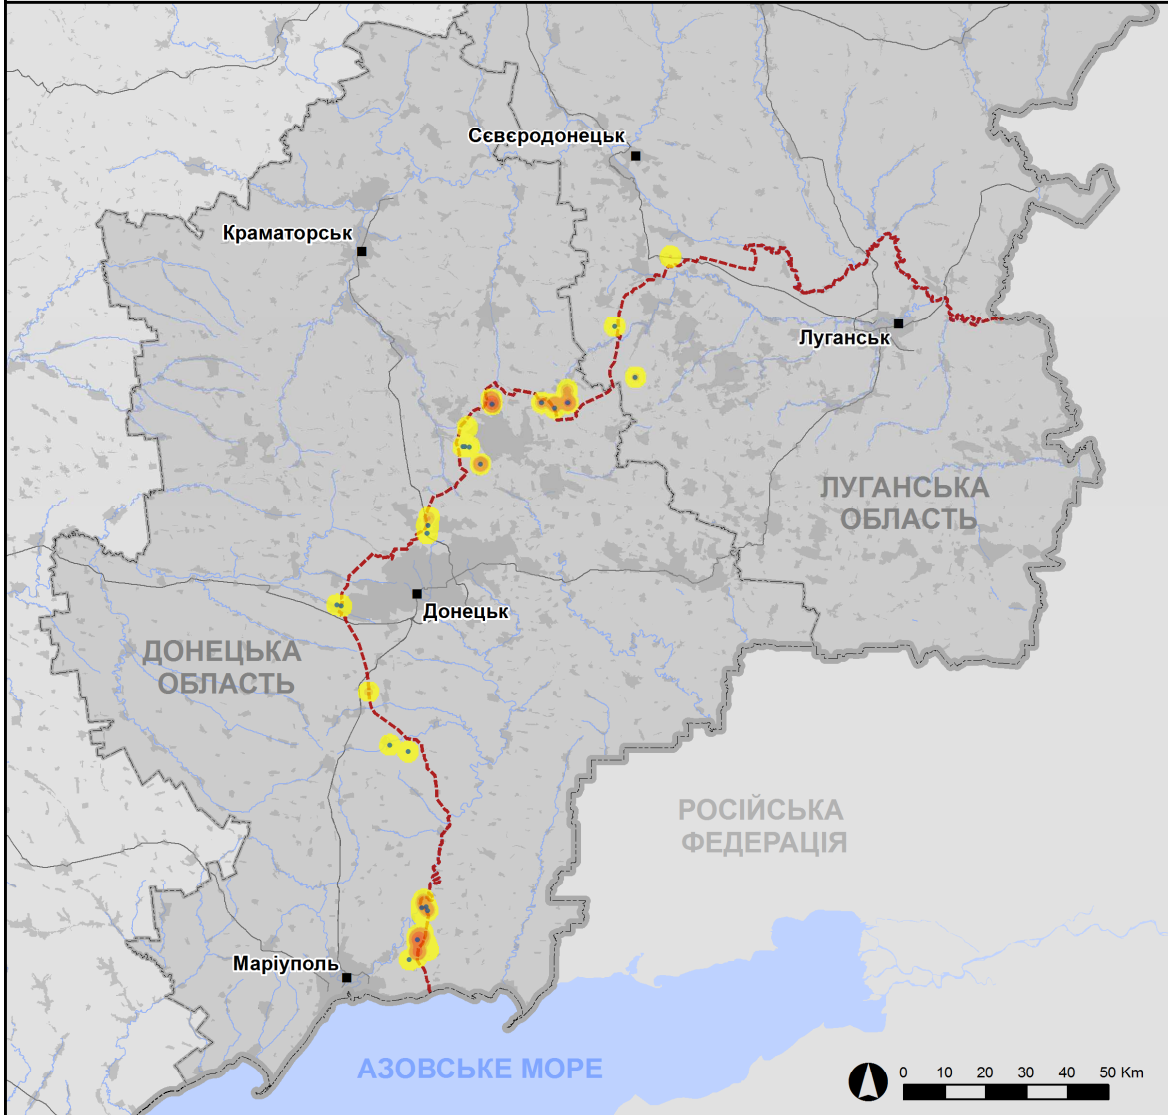 Сєвєродонецьк
Краматорськ
Луганськ
ЛУГАНСЬКА
ОБЛАСТЬ
Донецьк
ДОНЕЦЬКА
ОБЛАСТЬ
РОСІЙСЬКА
ФЕДЕРАЦІЯ
Маріуполь
АЗОВСЬКЕ МОРЕ
0 10 20 30 40 50 Km